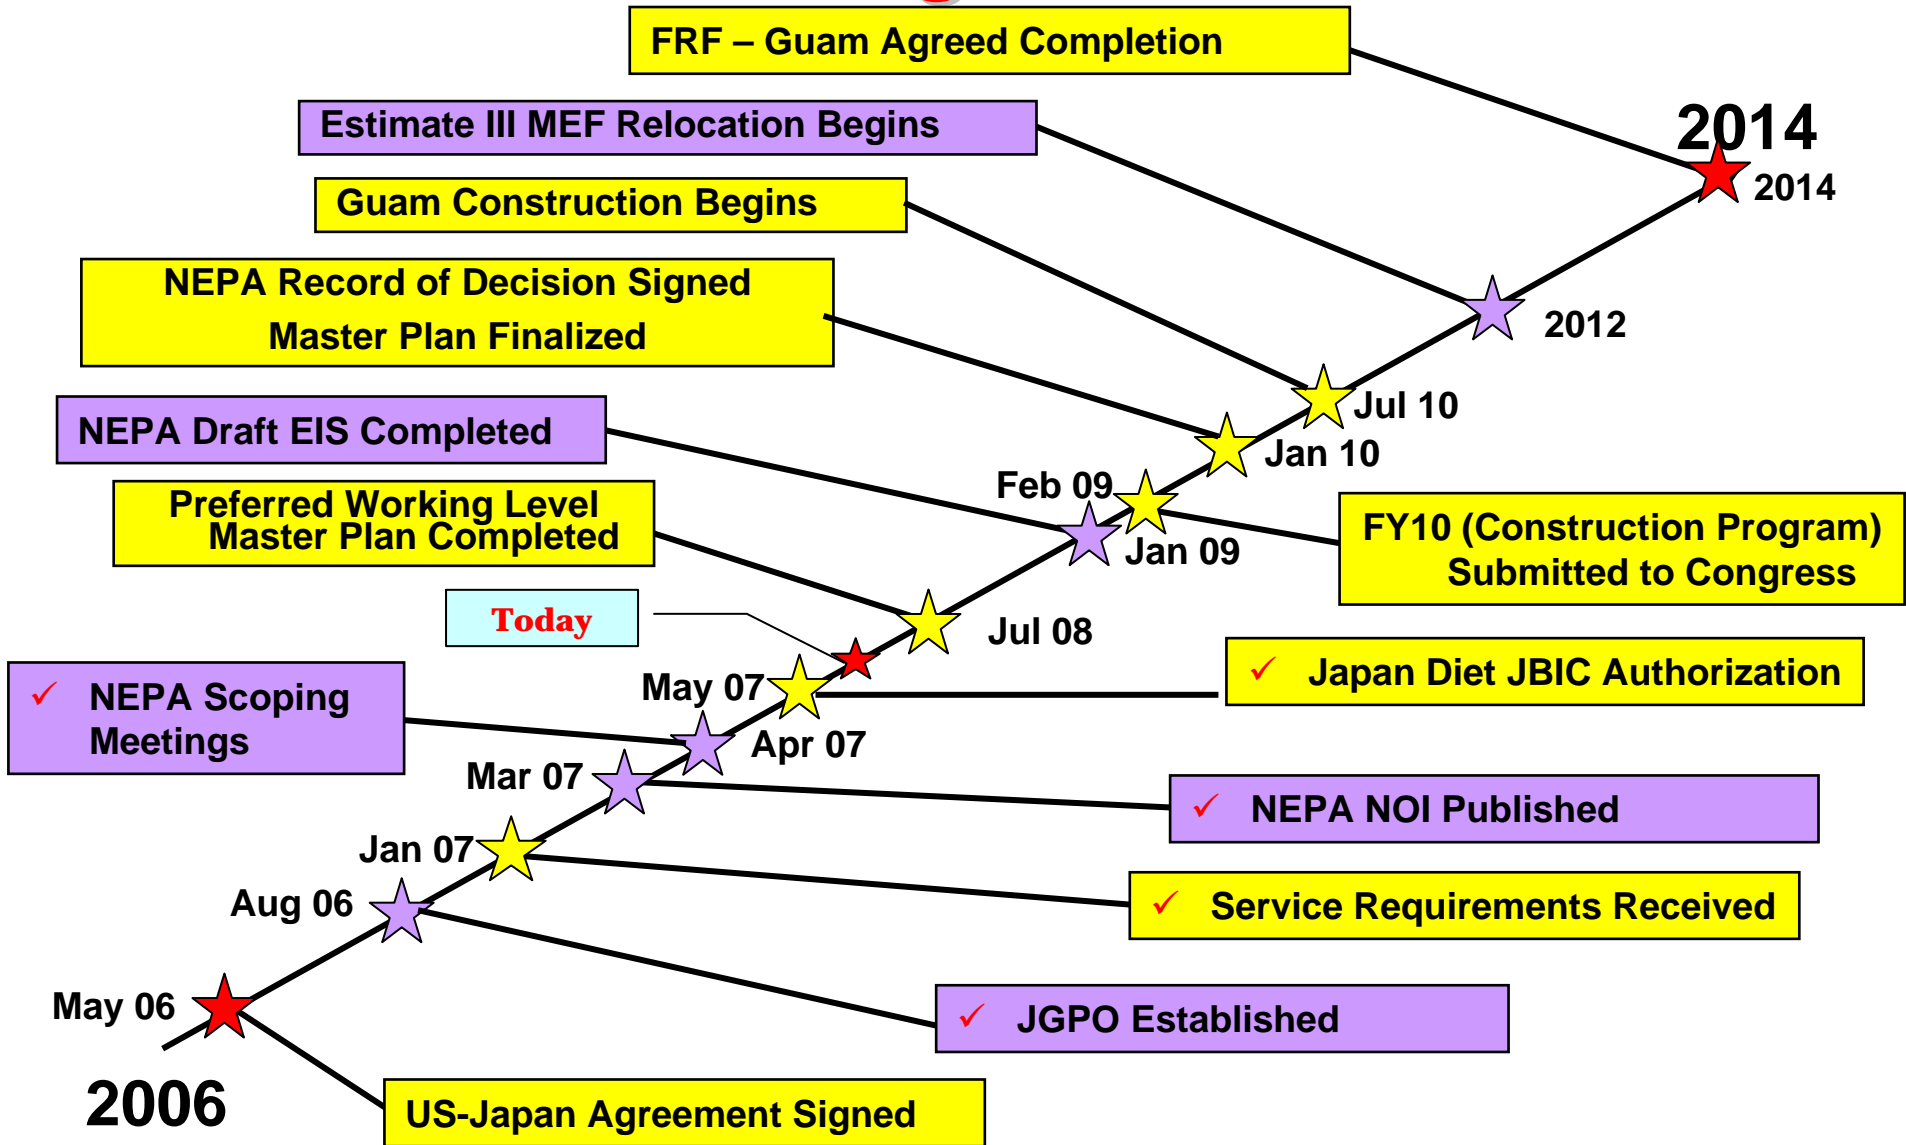 FRF – Guam Agreed Completion
2014
Estimate III MEF Relocation Begins
2014
Guam Construction Begins
NEPA Record of Decision Signed
Master Plan Finalized
2012
Jul 10
NEPA Draft EIS Completed
Jan 10
Feb 09
Preferred Working Level
Master Plan Completed
Jan 09
FY10 (Construction Program)
Submitted to Congress
Today
Jul 08
✓ Japan Diet JBIC Authorization
May 07
✓ NEPA Scoping
Meetings
Apr 07
Mar 07
✓ NEPA NOI Published
Jan 07
✓ Service Requirements Received
Aug 06
✓ JGPO Established
May 06
2006
US-Japan Agreement Signed